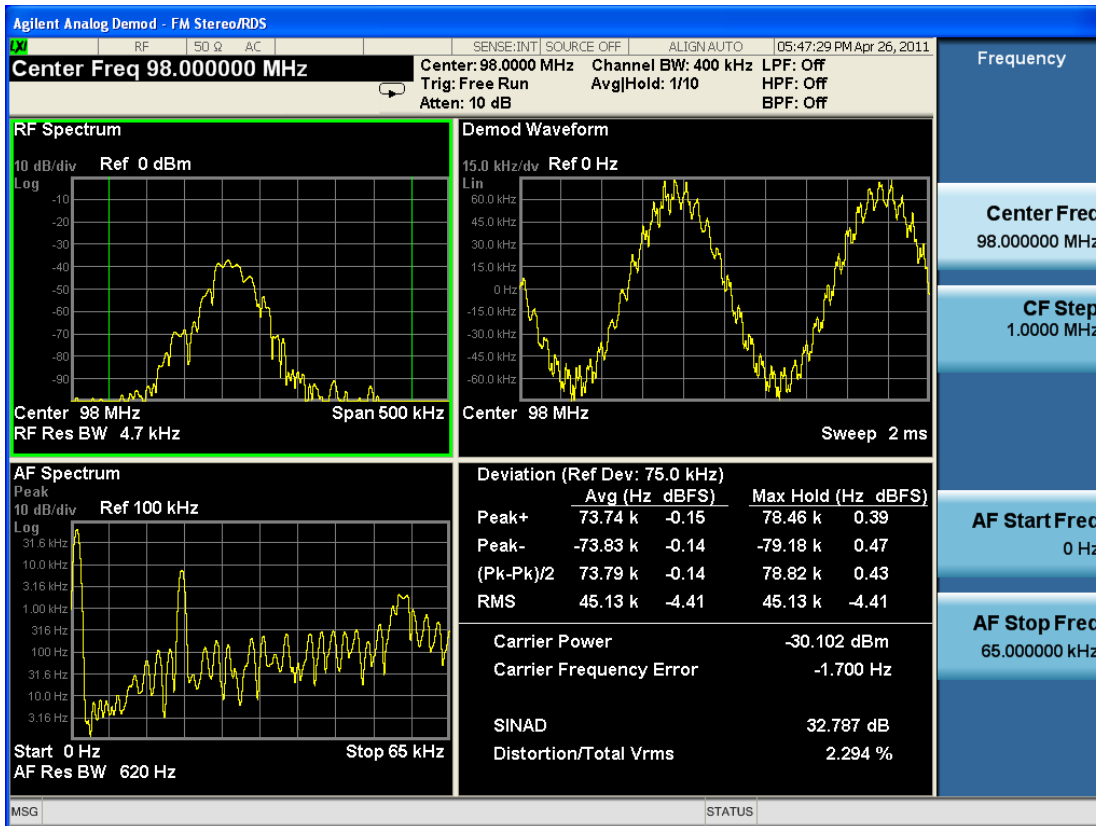 Agilent Analog Demod - FM Stereo/RDS
LXI RF 50 Ω AC SENSE:INT SOURCE OFF ALIGN AUTO 05:47:29 PM Apr 26, 2011
Center Freq 98.000000 MHz
Center: 98.0000 MHz Channel BW: 400 kHz LPF: Off
Trig: Free Run Avg|Hold: 1/10 HPF: Off
Atten: 10 dB BPF: Off
RF Spectrum
10 dB/div Ref 0 dBm
Log
-10
-20
-30
-40
-50
-60
-70
-80
-90
Center 98 MHz Span 500 kHz
RF Res BW 4.7 kHz
Demod Waveform
15.0 kHz/dv Ref 0 Hz
Lin
60.0 kHz
45.0 kHz
30.0 kHz
15.0 kHz
0 Hz
-15.0 kHz
-30.0 kHz
-45.0 kHz
-60.0 kHz
Center 98 MHz
Sweep 2 ms
AF Spectrum
Peak
10 dB/div Ref 100 kHz
Log
31.6 kHz
10.0 kHz
3.16 kHz
1.00 kHz
316 Hz
100 Hz
31.6 Hz
10.0 Hz
3.16 Hz
Start 0 Hz Stop 65 kHz
AF Res BW 620 Hz
Deviation (Ref Dev: 75.0 kHz)
Avg (Hz dBFS) Max Hold (Hz dBFS)
Peak+ 73.74 k -0.15 78.46 k 0.39
Peak- -73.83 k -0.14 -79.18 k 0.47
(Pk-Pk)/2 73.79 k -0.14 78.82 k 0.43
RMS 45.13 k -4.41 45.13 k -4.41
Carrier Power -30.102 dBm
Carrier Frequency Error -1.700 Hz
SINAD 32.787 dB
Distortion/Total Vrms 2.294 %
Frequency
Center Freq
98.000000 MHz
CF Step
1.0000 MHz
AF Start Freq
0 Hz
AF Stop Freq
65.000000 kHz
MSG STATUS